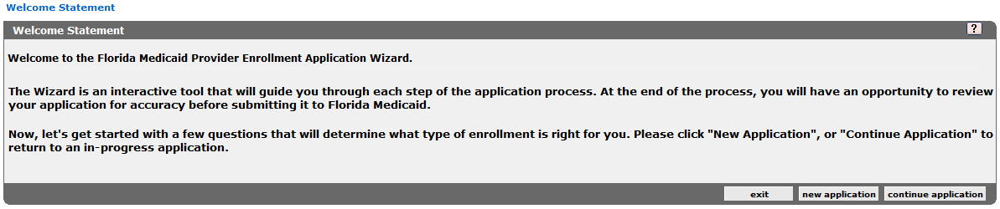 Welcome Statement
Welcome Statement ?
Welcome to the Florida Medicaid Provider Enrollment Application Wizard.
The Wizard is an interactive tool that will guide you through each step of the application process. At the end of the process, you will have an opportunity to review
your application for accuracy before submitting it to Florida Medicaid.
Now, let's get started with a few questions that will determine what type of enrollment is right for you. Please click "New Application", or "Continue Application" to
return to an in-progress application.
exit new application continue application